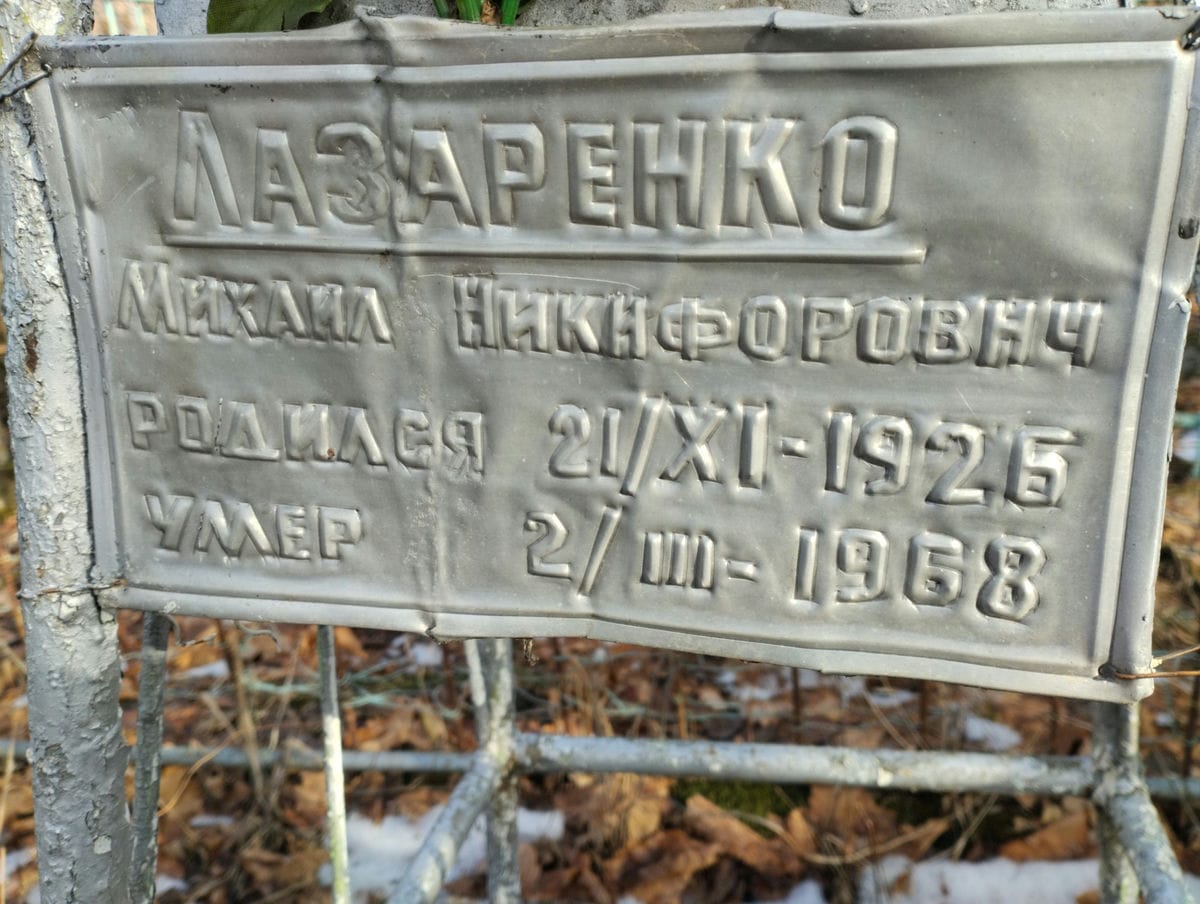 ЛАЗАРЕНКО
МИХАИЛ НИКИФОРОВИЧ
РОДИЛСЯ 21/XI-1926
УМЕР 2/III-1968